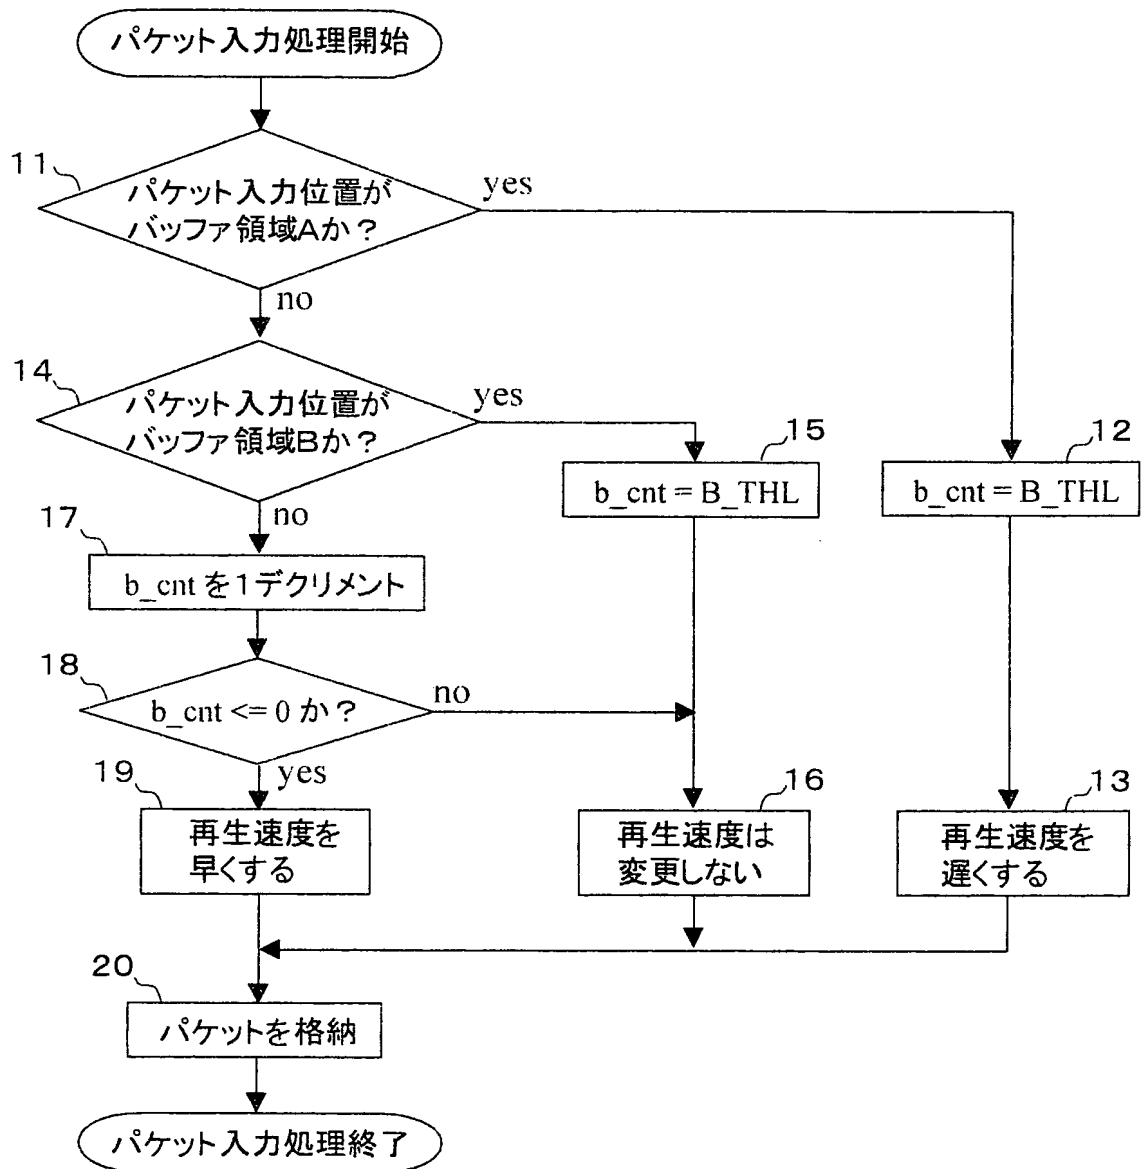 パケット入力処理開始
11
パケット入力位置が
バッファ領域Aか？
yes
no
14
パケット入力位置が
バッファ領域Bか？
yes
no
15
b_cnt = B_THL
12
b_cnt = B_THL
17
b_cnt を1デクリメント
18
b_cnt <= 0 か？
no
yes
19
再生速度を
早くする
16
再生速度は
変更しない
13
再生速度を
遅くする
20
パケットを格納
パケット入力処理終了